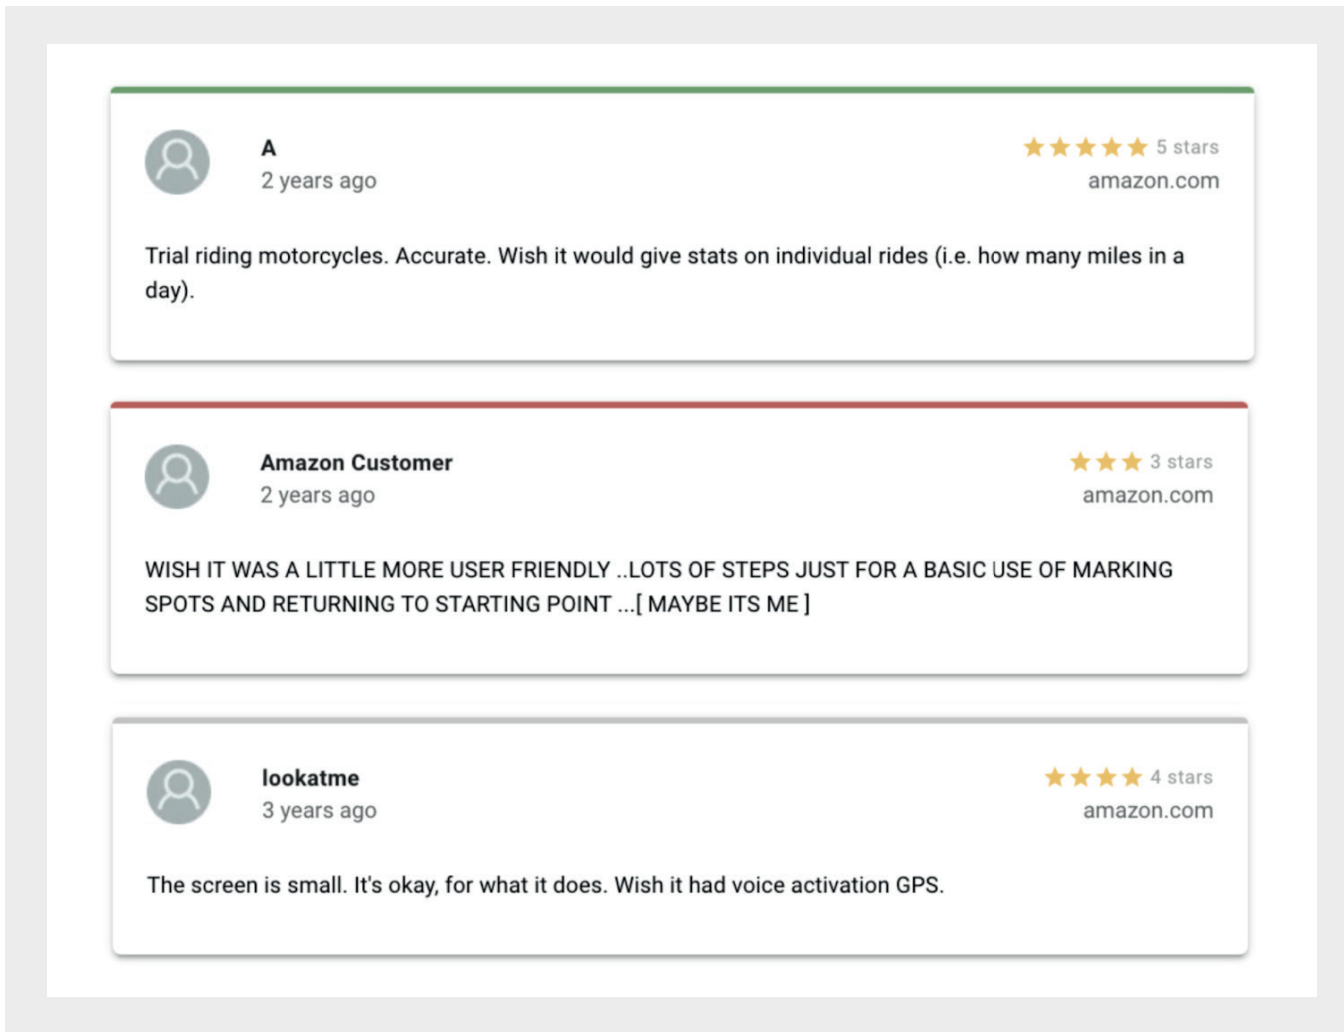 A
5 stars
2 years ago
amazon.com
Trial riding motorcycles. Accurate. Wish it would give stats on individual rides (i.e. how many miles in a
day).
Amazon Customer
3 stars
2 years ago
amazon.com
WISH IT WAS A LITTLE MORE USER FRIENDLY ..LOTS OF STEPS JUST FOR A BASIC USE OF MARKING
SPOTS AND RETURNING TO STARTING POINT ...[ MAYBE ITS ME ]
lookatme
4 stars
3 years ago
amazon.com
The screen is small. It's okay, for what it does. Wish it had voice activation GPS.